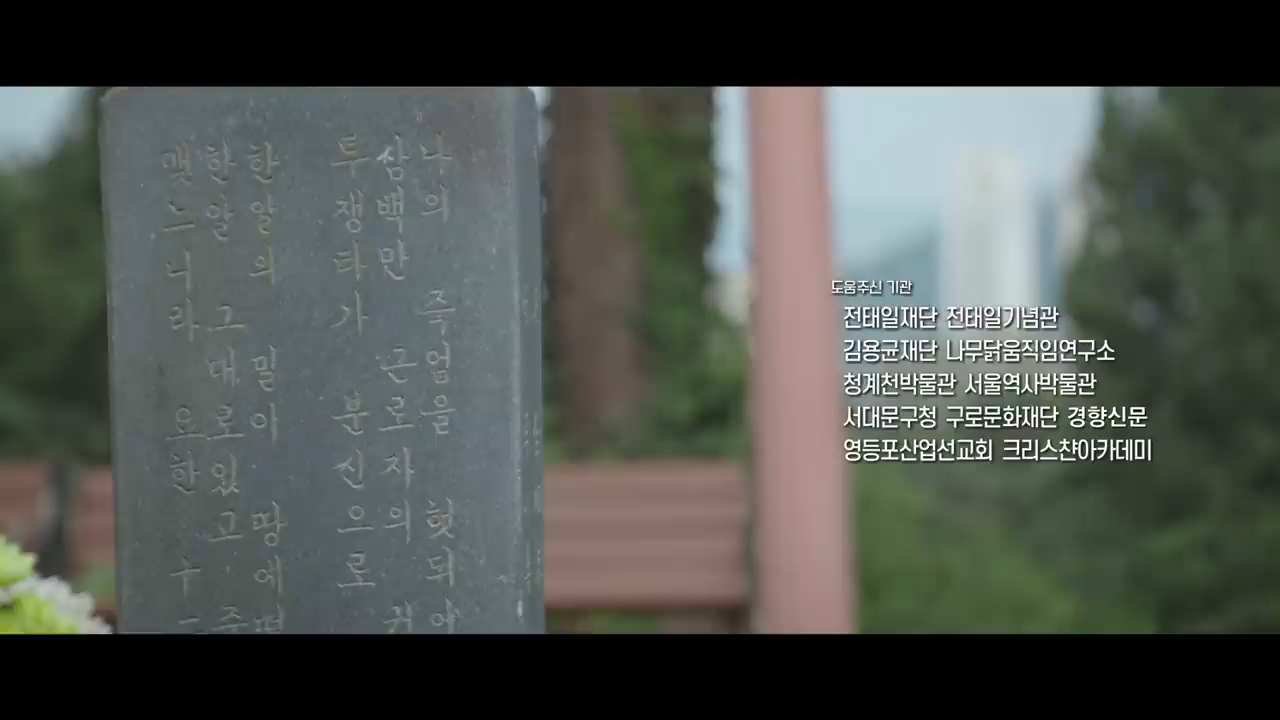 나의 죽엄을 헛되
삼백만 근로자의
투쟁타가 분신으로
한알의 밀이 땅에
한알 그대로있고
맺느니라 요한
도움주신 기관
전태일재단 전태일기념관
김용균재단 나무닭움직임연구소
청계천박물관 서울역사박물관
서대문구청 구로문화재단 경향신문
영등포산업선교회 크리스챤아카데미